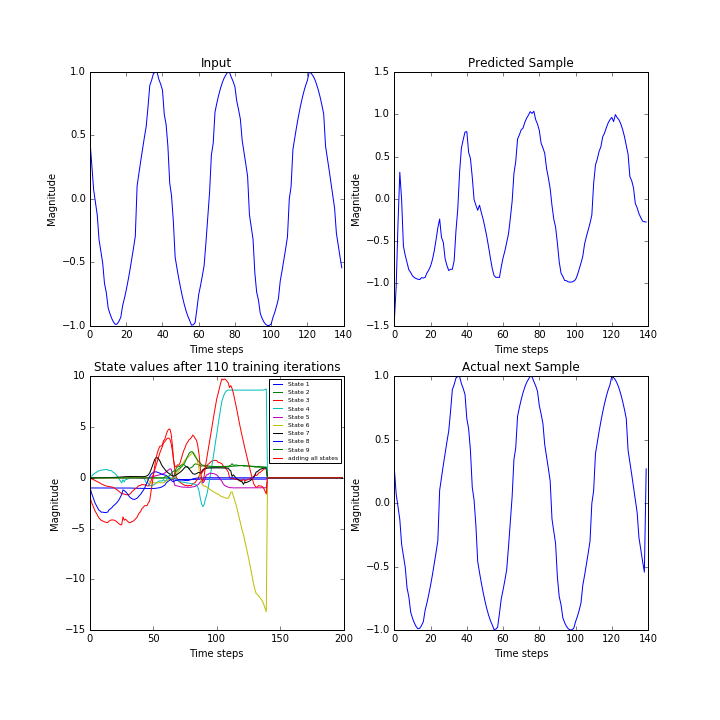 Input
Magnitude
1.0
0.5
0.0
−0.5
−1.0
0 20 40 60 80 100 120 140
Time steps
Predicted Sample
Magnitude
1.5
1.0
0.5
0.0
−0.5
−1.0
−1.5
0 20 40 60 80 100 120 140
Time steps
State values after 110 training iterations
Magnitude
10
5
0
−5
−10
−15
0 50 100 150 200
Time steps
State 1
State 2
State 3
State 4
State 5
State 6
State 7
State 8
State 9
adding all states
Actual next Sample
Magnitude
1.0
0.5
0.0
−0.5
−1.0
0 20 40 60 80 100 120 140
Time steps